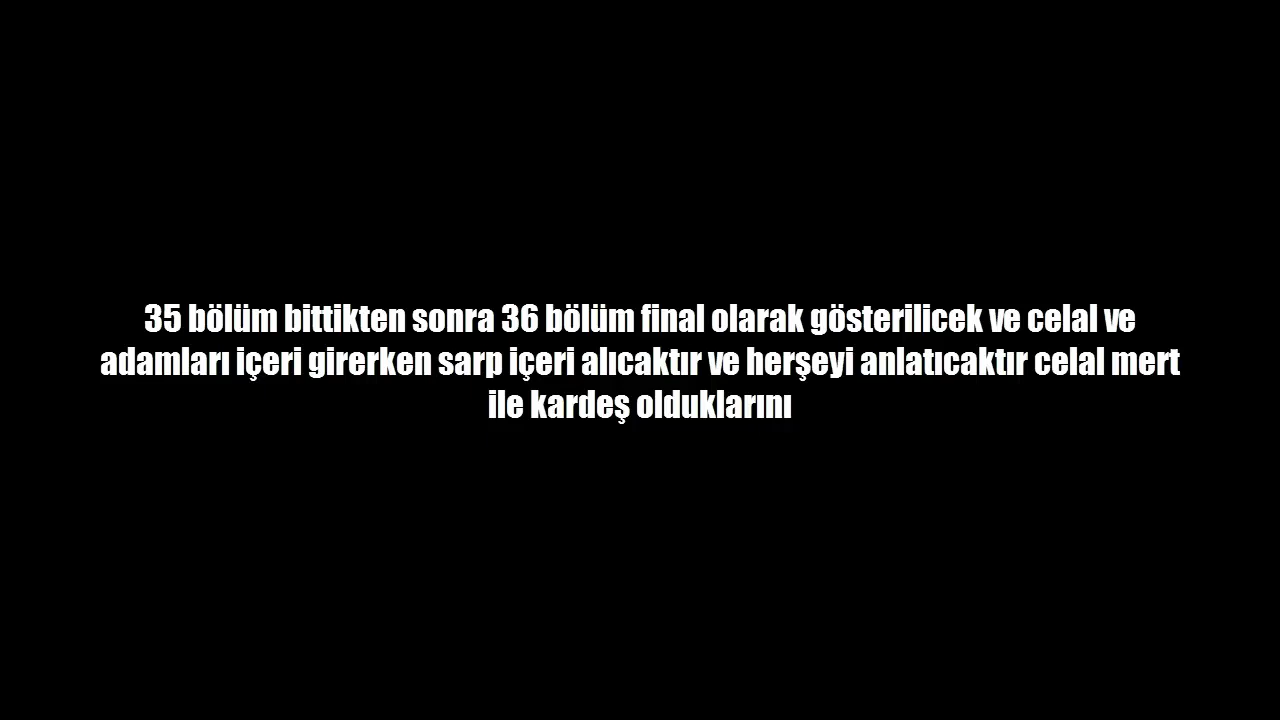 35 bölüm bittikten sonra 36 bölüm final olarak gösterilicek ve celal ve
adamları içeri girerken sarp içeri alıcaktır ve herşeyi anlatıcaktır celal mert
ile kardeş olduklarını